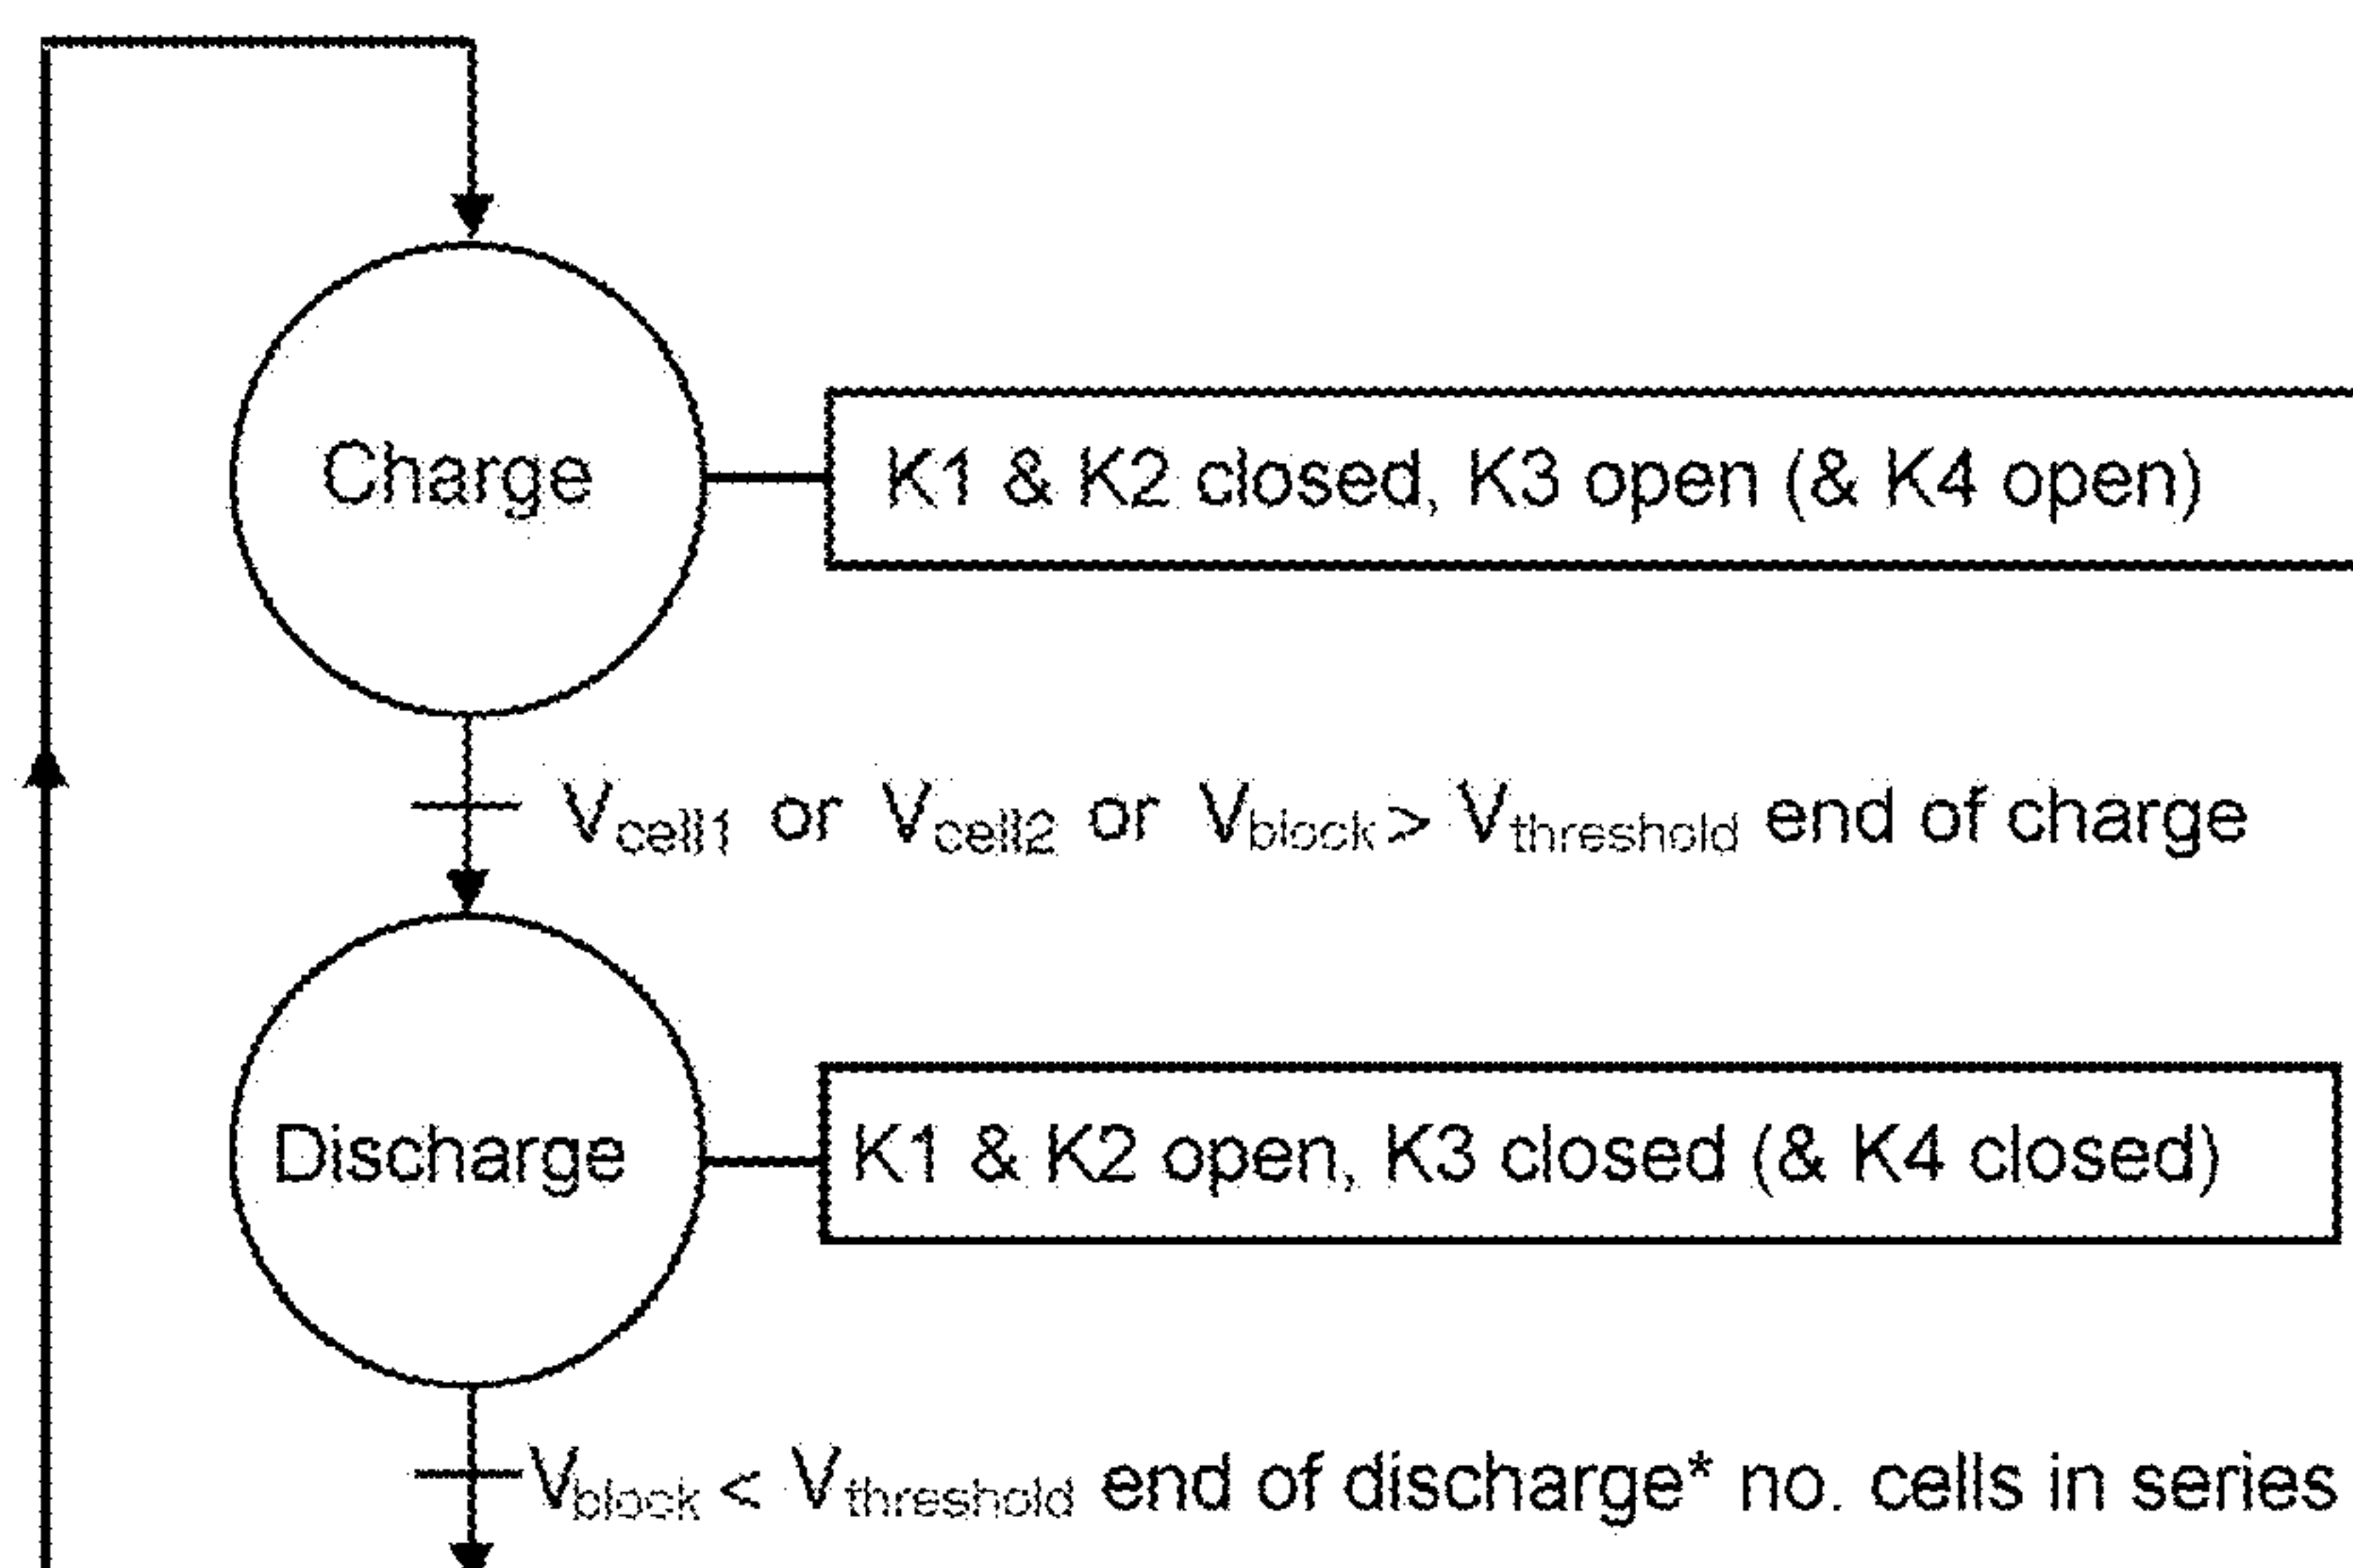 Charge
K1 & K2 closed, K3 open (& K4 open)
Vcell1 or Vcell2 or Vblock > Vthreshold end of charge
Discharge
K1 & K2 open, K3 closed (& K4 closed)
Vblock < Vthreshold end of discharge* no. cells in series